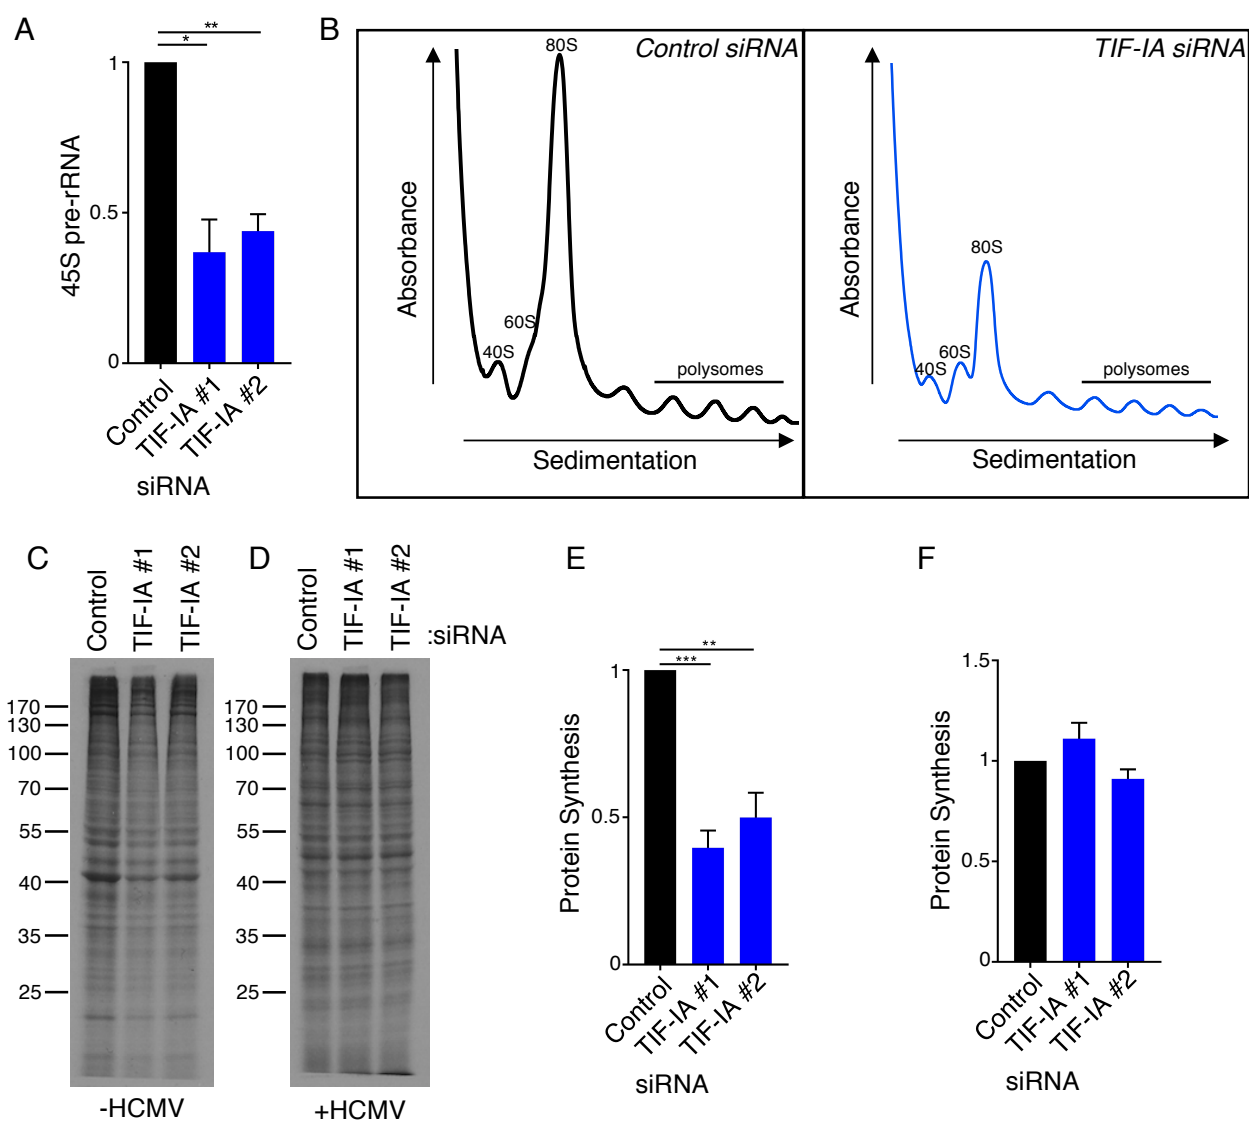 A
**
*
1
0.5
0
45S pre-rRNA
Control
TIF-IA #1
TIF-IA #2
siRNA
B
Control siRNA
80S
60S
40S
polysomes
Absorbance
Sedimentation
TIF-IA siRNA
80S
60S
40S
polysomes
Absorbance
Sedimentation
C
Control
TIF-IA #1
TIF-IA #2
170
130
100
70
55
40
35
25
-HCMV
D
Control
TIF-IA #1
TIF-IA #2
:siRNA
170
130
100
70
55
40
35
25
+HCMV
E
**
***
1
0.5
0
Protein Synthesis
Control
TIF-IA #1
TIF-IA #2
siRNA
F
1.5
1
0.5
0
Protein Synthesis
Control
TIF-IA #1
TIF-IA #2
siRNA